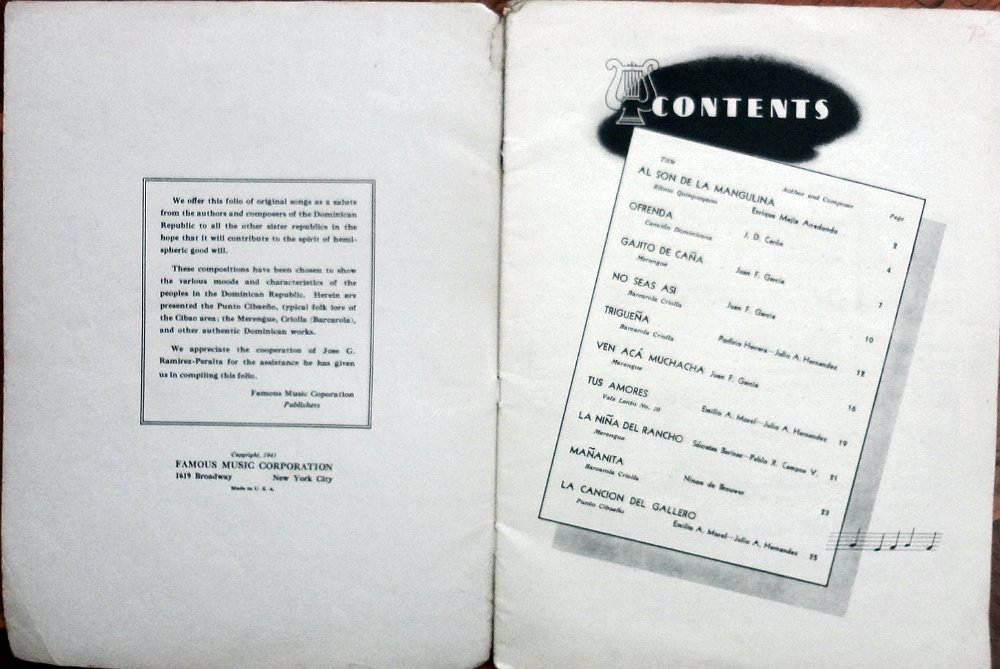 We offer this folio of original songs as a salute
from the authors and composers of the Dominican
Republic to all the other sister republics in the
hope that it will contribute to the spirit of hemi-
spheric good will.
These compositions have been chosen to show
the various moods and characteristics of the
peoples in the Dominican Republic. Herein are
presented the Punto Cibaeño, typical folk lore of
the Cibao area; the Merengue, Criolla (Barcarola),
and other authentic Dominican works.
We appreciate the cooperation of Jose G.
Ramirez-Peralta for the assistance he has given
us in compiling this folio.
Famous Music Coporation
Publishers
Copyright, 1941
FAMOUS MUSIC CORPORATION
1619 Broadway New York City
Made in U. S. A.
CONTENTS
Title Author and Composer Page
AL SON DE LA MANGULINA Enrique Mejia Arredondo 2
Ritmo
OFRENDA J. D. Cerón 4
Canción Dominicana
GAJITO DE CAÑA Juan F. García 7
Merengue
NO SEAS ASI Juan F. García 10
Barcarola Criolla
TRIGUEÑA Porfirio Herrera—Julio A. Hernandez 12
Barcarola Criolla
VEN ACÁ MUCHACHA Juan F. García 16
Merengue
TUS AMORES Emilio A. Morel—Julio A. Hernandez 19
Vals Lento No. 10
LA NIÑA DEL RANCHO Sócrates Barinas—Pablo R. Campos V. 21
Merengue
MAÑANITA Ninon de Brouwer 23
Barcarola Criolla
LA CANCION DEL GALLERO Emilio A. Morel—Julio A. Hernandez 25
Punto Cibaeño